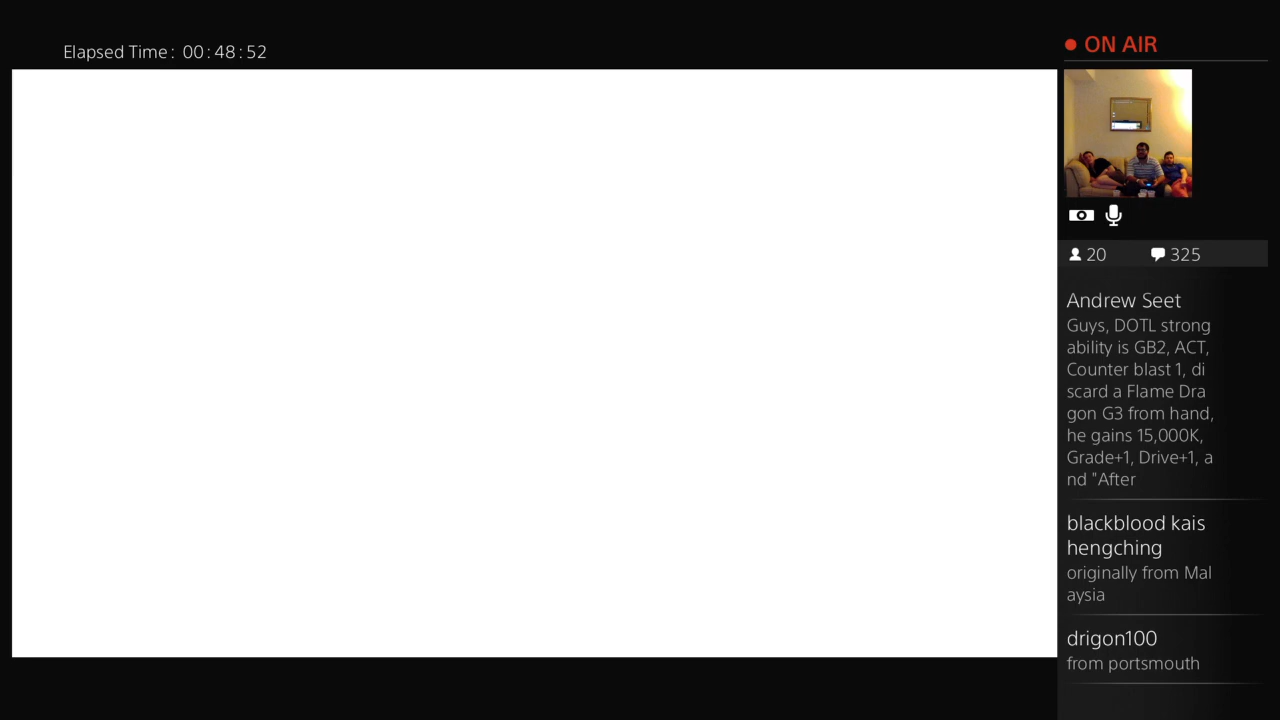 Elapsed Time: 00:48:52
ON AIR
20 325
Andrew Seet
Guys, DOTL strong
ability is GB2, ACT,
Counter blast 1, di
scard a Flame Dra
gon G3 from hand,
he gains 15,000K,
Grade+1, Drive+1, a
nd "After
blackblood kais
hengching
originally from Mal
aysia
drigon100
from portsmouth